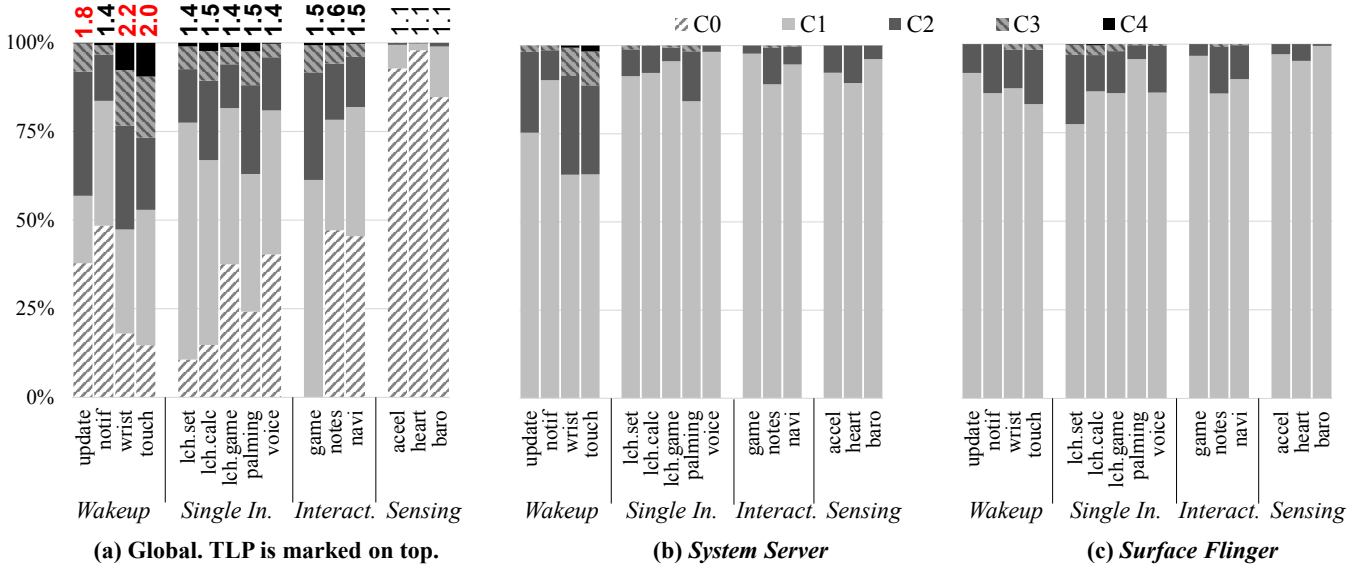 1.8 1.4 2.2 2.0 1.4 1.5 1.4 1.5 1.4 1.5 1.6 1.5 1.1 1.1 1.1
C0 C1 C2 C3 C4
100%
75%
50%
25%
0%
update notif wrist touch lch.set lch.calc lch.game palming voice game notes navi accel heart baro
Wakeup Single In. Interact. Sensing
(a) Global. TLP is marked on top.
update notif wrist touch lch.set lch.calc lch.game palming voice game notes navi accel heart baro
Wakeup Single In. Interact. Sensing
(b) System Server
update notif wrist touch lch.set lch.calc lch.game palming voice game notes navi accel heart baro
Wakeup Single In. Interact. Sensing
(c) Surface Flinger